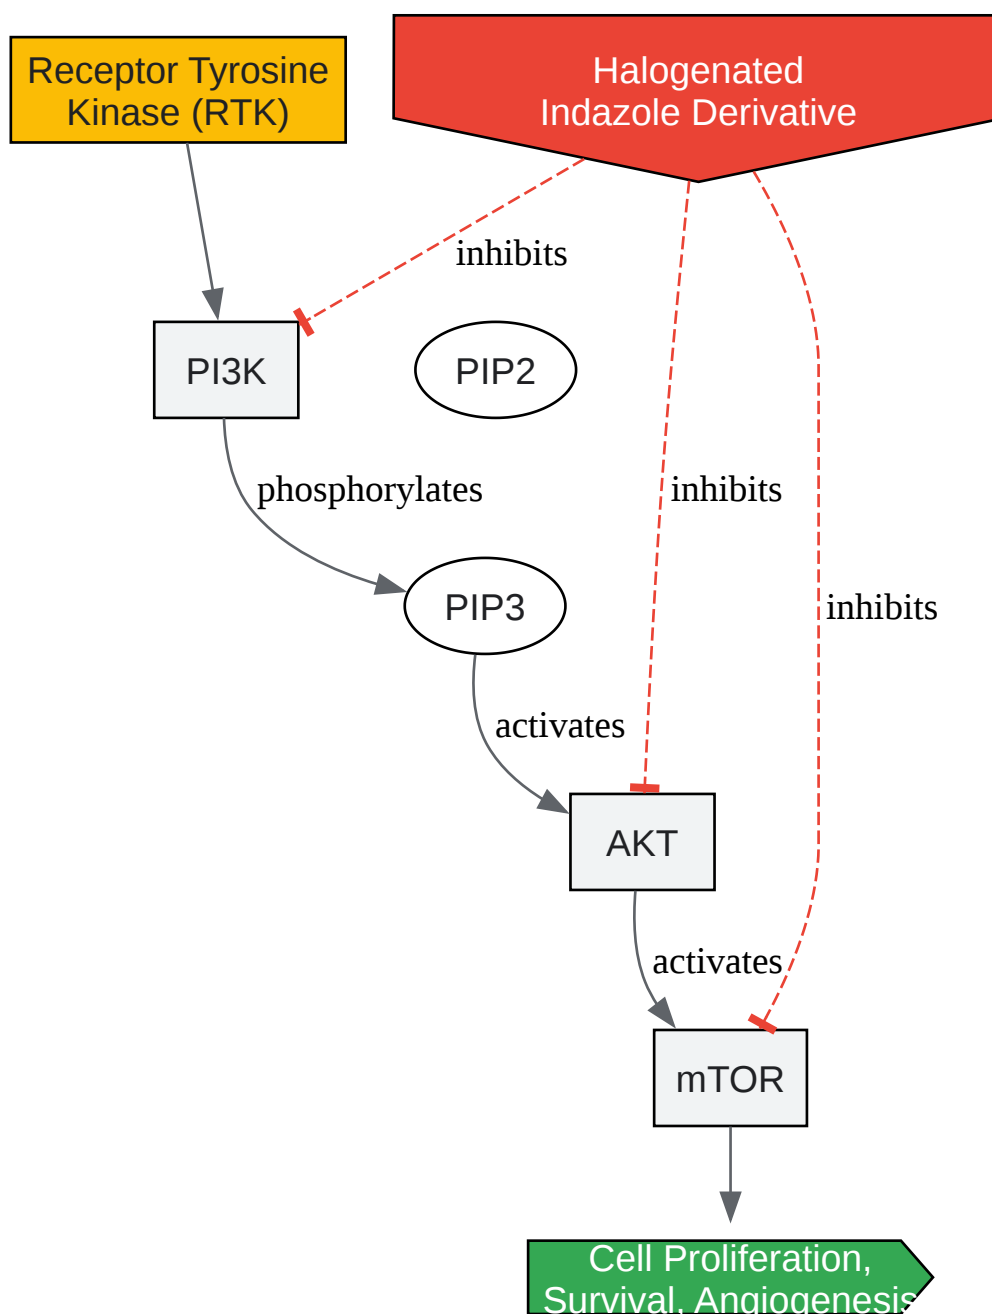 Receptor Tyrosine
Kinase (RTK)
Halogenated
Indazole Derivative
inhibits
PI3K
PIP2
phosphorylates
inhibits
PIP3
inhibits
activates
AKT
activates
mTOR
Cell Proliferation,
Survival, Angiogenesis